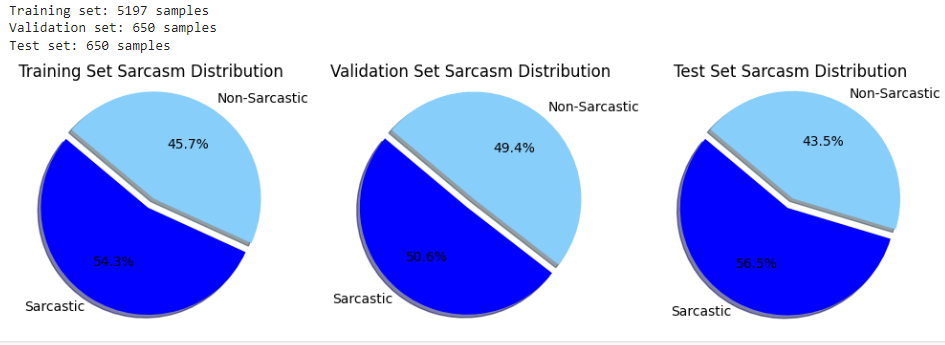 Training set: 5197 samples
Validation set: 650 samples
Test set: 650 samples
Training Set Sarcasm Distribution
Non-Sarcastic
45.7%
54.3%
Sarcastic
Validation Set Sarcasm Distribution
Non-Sarcastic
49.4%
50.6%
Sarcastic
Test Set Sarcasm Distribution
Non-Sarcastic
43.5%
56.5%
Sarcastic